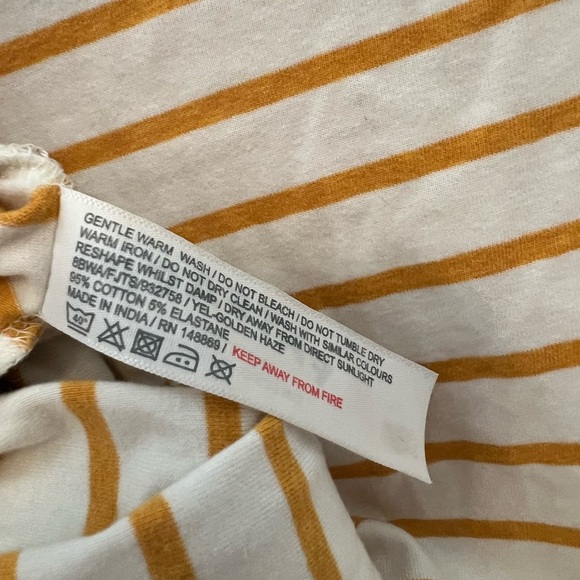 GENTLE WARM WASH / DO NOT BLEACH / DO NOT TUMBLE DRY
WARM IRON / DO NOT DRY CLEAN / WASH WITH SIMILAR COLOURS
RESHAPE WHILST DAMP / DRY AWAY FROM DIRECT SUNLIGHT
8BWA/FJTS/932758 / YEL-GOLDEN HAZE
95% COTTON 5% ELASTANE
MADE IN INDIA / RN 148869 / KEEP AWAY FROM FIRE
40°